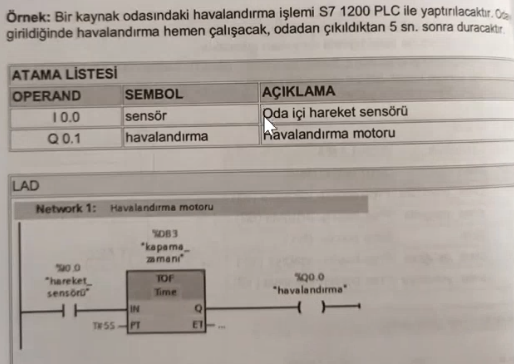 Örnek: Bir kaynak odasındaki havalandırma işlemi S7 1200 PLC ile yaptırılacaktır.
girildiğinde havalandırma hemen çalışacak, odadan çıkıldıktan 5 sn. sonra duracaktır.
ATAMA LİSTESİ
OPERAND SEMBOL AÇIKLAMA
I 0.0 sensör Oda içi hareket sensörü
Q 0.1 havalandırma Havalandırma motoru
LAD
Network 1: Havalandırma motoru
%DB3
"kapama_
zamanı"
%I0.0
"hareket_
sensörü"
TOF
Time
%Q0.0
"havalandırma"
IN Q
T#5S PT ET ...